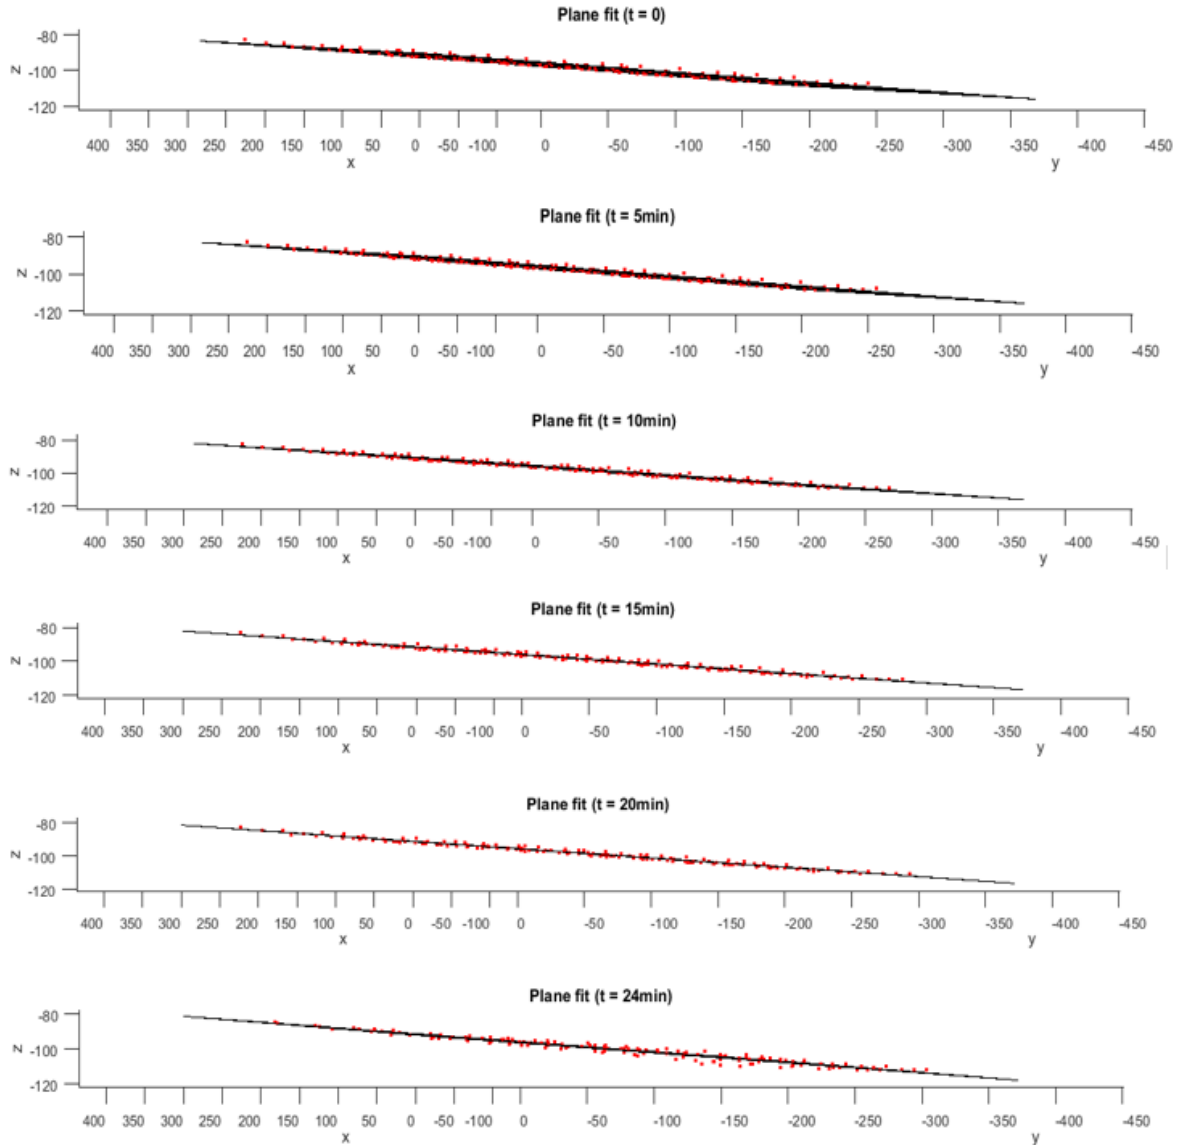 Plane fit (t = 0)
-80
z
-100
-120
400 350 300 250 200 150 100 50 0 -50 -100 0 -50 -100 -150 -200 -250 -300 -350 -400 -450
x y
Plane fit (t = 5min)
-80
z
-100
-120
400 350 300 250 200 150 100 50 0 -50 -100 0 -50 -100 -150 -200 -250 -300 -350 -400 -450
x y
Plane fit (t = 10min)
-80
z
-100
-120
400 350 300 250 200 150 100 50 0 -50 -100 0 -50 -100 -150 -200 -250 -300 -350 -400 -450
x y
Plane fit (t = 15min)
-80
z
-100
-120
400 350 300 250 200 150 100 50 0 -50 -100 0 -50 -100 -150 -200 -250 -300 -350 -400 -450
x y
Plane fit (t = 20min)
-80
z
-100
-120
400 350 300 250 200 150 100 50 0 -50 -100 0 -50 -100 -150 -200 -250 -300 -350 -400 -450
x y
Plane fit (t = 24min)
-80
z
-100
-120
400 350 300 250 200 150 100 50 0 -50 -100 0 -50 -100 -150 -200 -250 -300 -350 -400 -450
x y